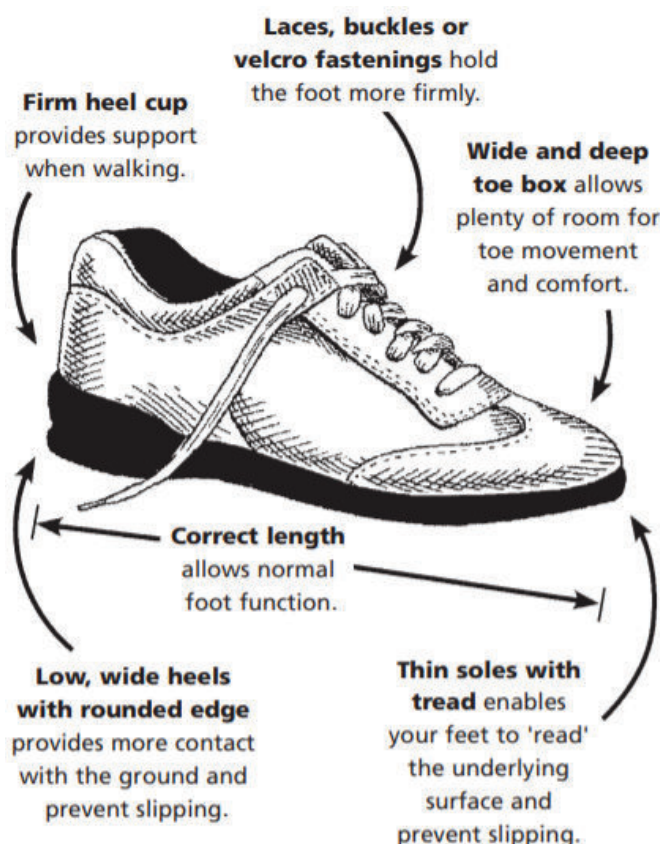 Laces, buckles or
velcro fastenings hold
the foot more firmly.
Firm heel cup
provides support
when walking.
Wide and deep
toe box allows
plenty of room for
toe movement
and comfort.
Correct length
allows normal
foot function.
Low, wide heels
with rounded edge
provides more contact
with the ground and
prevent slipping.
Thin soles with
tread enables
your feet to 'read'
the underlying
surface and
prevent slipping.